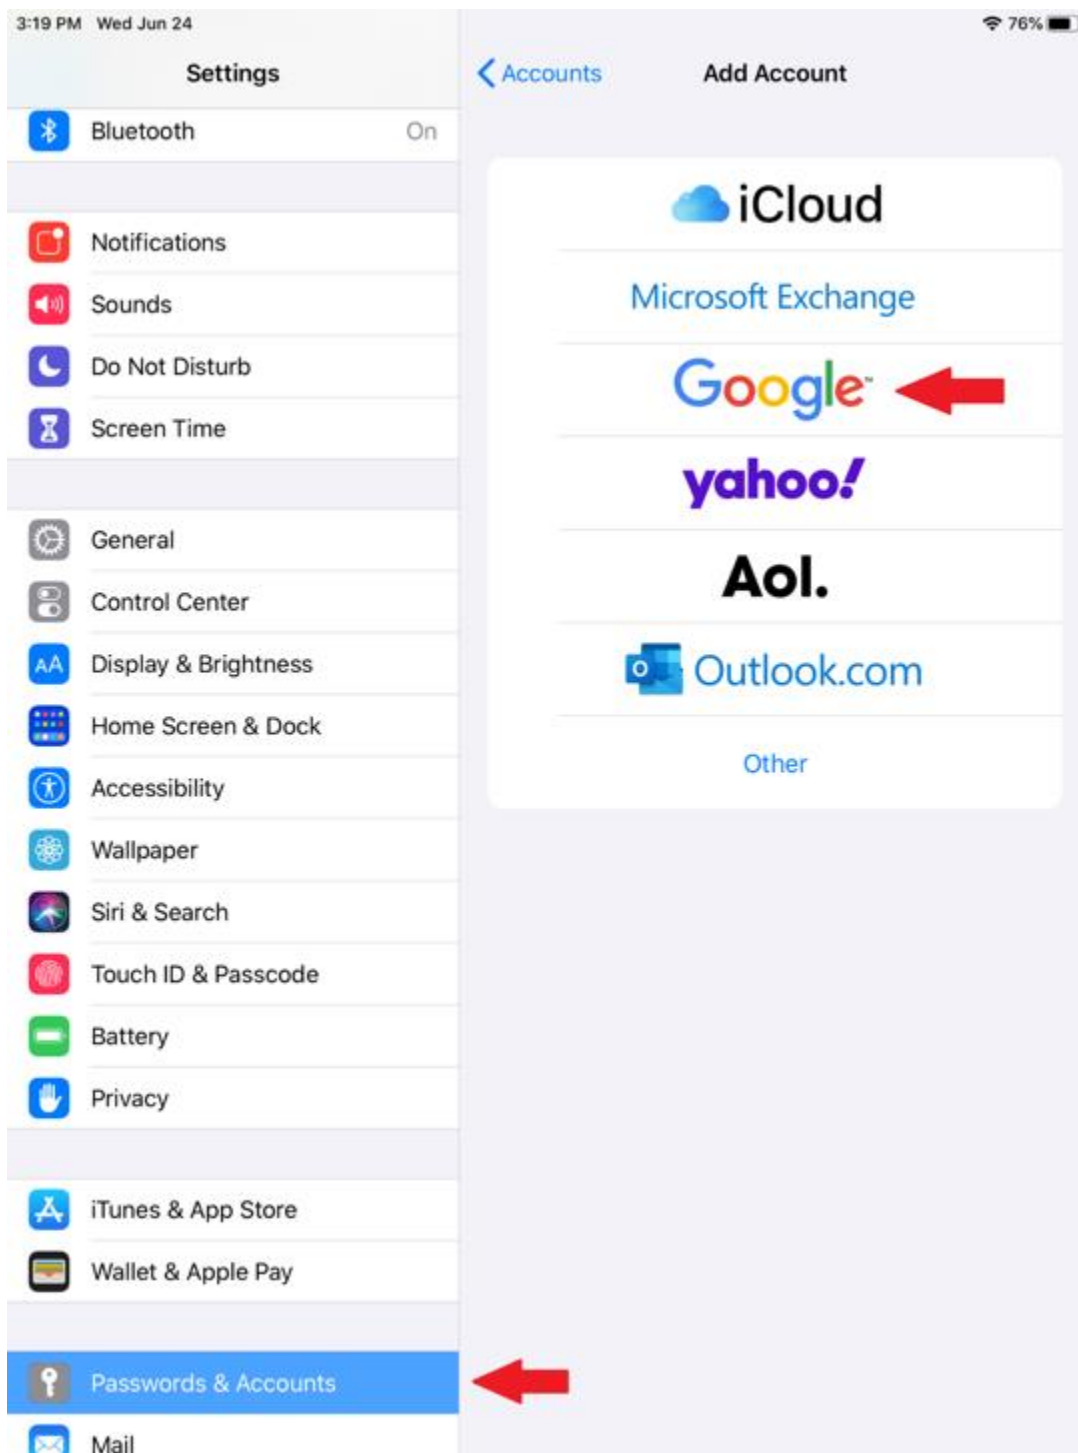 3:19 PM Wed Jun 24
76%
Settings
Bluetooth On
Notifications
Sounds
Do Not Disturb
Screen Time
General
Control Center
AA
Display & Brightness
Home Screen & Dock
Accessibility
Wallpaper
Siri & Search
Touch ID & Passcode
Battery
Privacy
iTunes & App Store
Wallet & Apple Pay
Passwords & Accounts
Mail
Accounts
Add Account
iCloud
Microsoft Exchange
Google™
yahoo!
Aol.
Outlook.com
Other